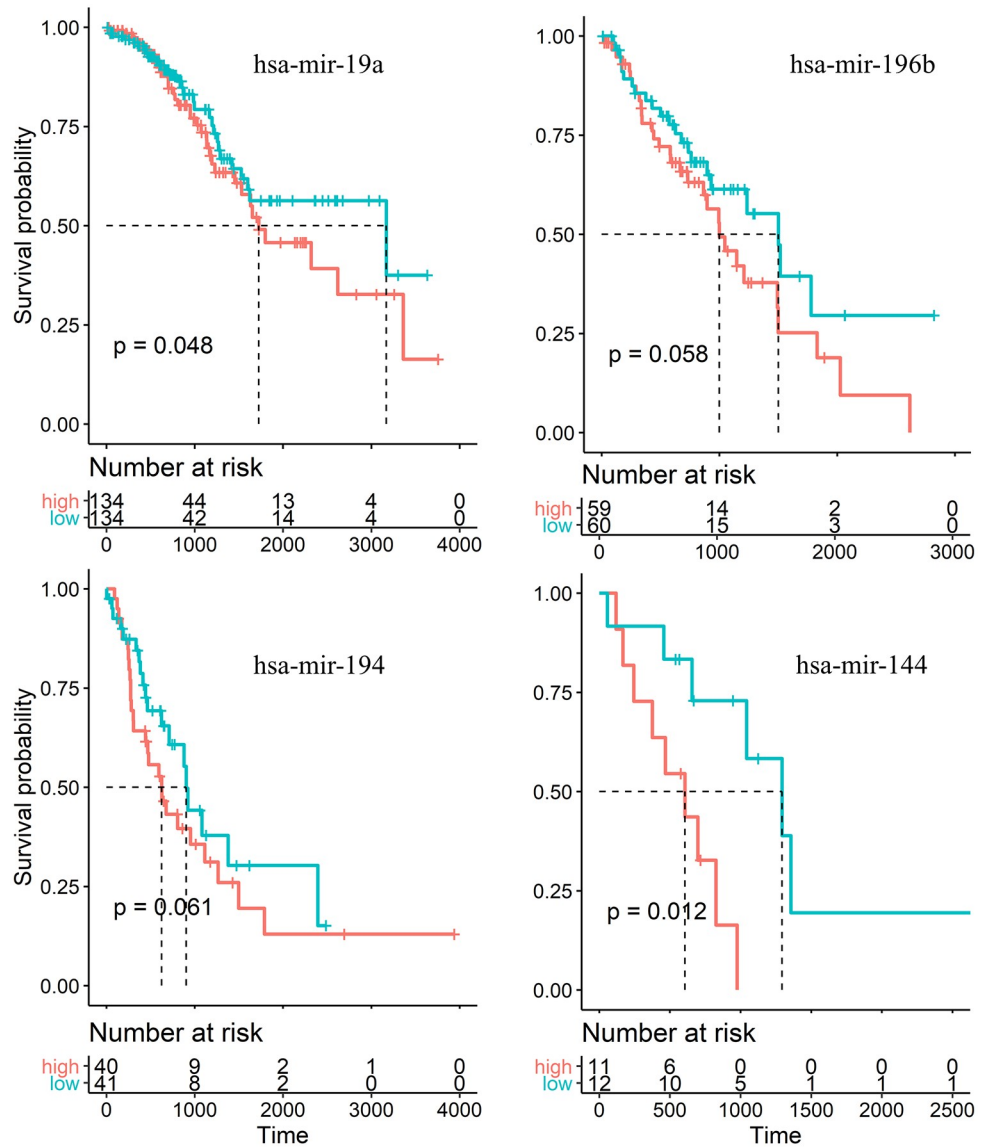 hsa-mir-19a
Survival probability
1.00
0.75
0.50
0.25
0.00
p = 0.048
Number at risk
high 134 44 13 4 0
low 134 42 14 4 0
0 1000 2000 3000 4000
hsa-mir-196b
1.00
0.75
0.50
0.25
0.00
p = 0.058
Number at risk
high 59 14 2 0
low 60 15 3 0
0 1000 2000 3000
hsa-mir-194
Survival probability
1.00
0.75
0.50
0.25
0.00
p = 0.061
Number at risk
high 40 9 2 1 0
low 41 8 2 0 0
0 1000 2000 3000 4000
Time
hsa-mir-144
1.00
0.75
0.50
0.25
0.00
p = 0.012
Number at risk
high 11 6 0 0 0 0
low 12 10 5 1 1 1
0 500 1000 1500 2000 2500
Time